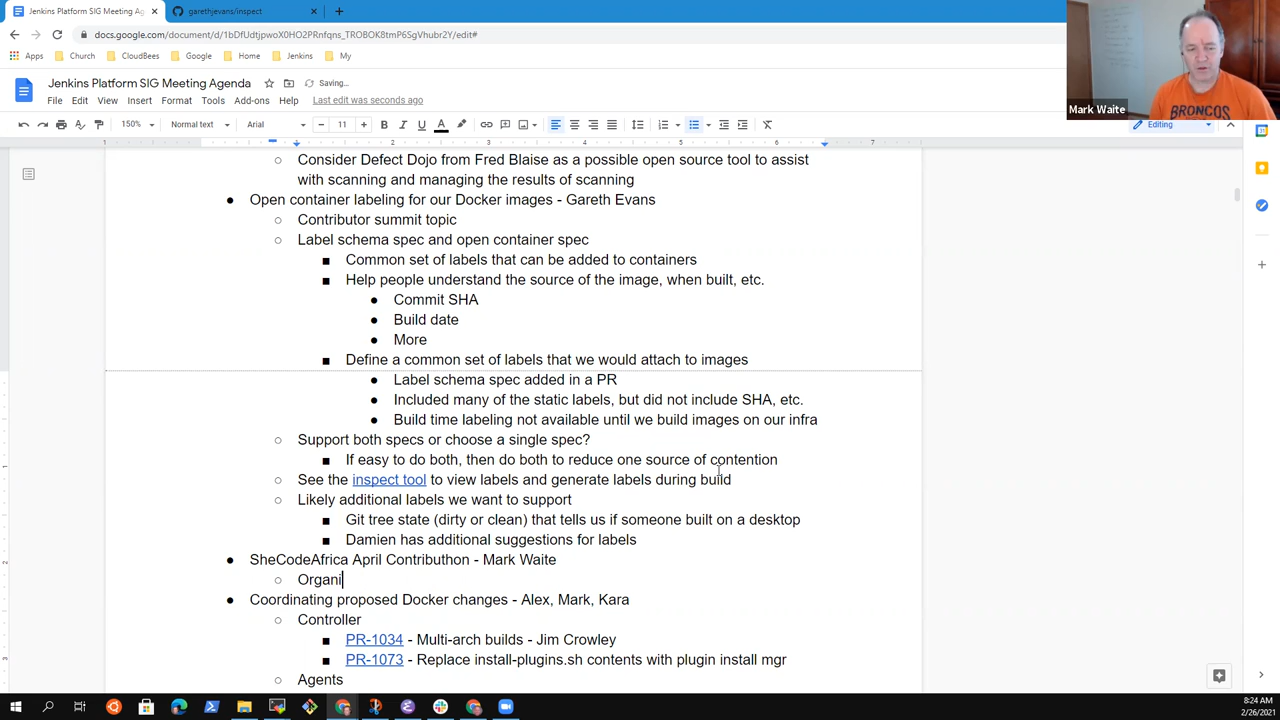 Jenkins Platform SIG Meeting Ag
garethjevans/inspect
docs.google.com/document/d/1bDfUdtjpwoX0HO2PRnfqns_TROBOK8tmP6SgVhubr2Y/edit#
Apps Church CloudBees Google Home Jenkins My
Jenkins Platform SIG Meeting Agenda Saving...
File Edit View Insert Format Tools Add-ons Help Last edit was seconds ago
150% Normal text Arial 11 Editing
Mark Waite
BRONCOS
1 1 2 3 4 5 6 7
Consider Defect Dojo from Fred Blaise as a possible open source tool to assist
with scanning and managing the results of scanning
Open container labeling for our Docker images - Gareth Evans
Contributor summit topic
Label schema spec and open container spec
Common set of labels that can be added to containers
Help people understand the source of the image, when built, etc.
Commit SHA
Build date
More
Define a common set of labels that we would attach to images
Label schema spec added in a PR
Included many of the static labels, but did not include SHA, etc.
Build time labeling not available until we build images on our infra
Support both specs or choose a single spec?
If easy to do both, then do both to reduce one source of contention
See the inspect tool to view labels and generate labels during build
Likely additional labels we want to support
Git tree state (dirty or clean) that tells us if someone built on a desktop
Damien has additional suggestions for labels
SheCodeAfrica April Contributhon - Mark Waite
Organi
Coordinating proposed Docker changes - Alex, Mark, Kara
Controller
PR-1034 - Multi-arch builds - Jim Crowley
PR-1073 - Replace install-plugins.sh contents with plugin install mgr
Agents
8:24 AM
2/26/2021